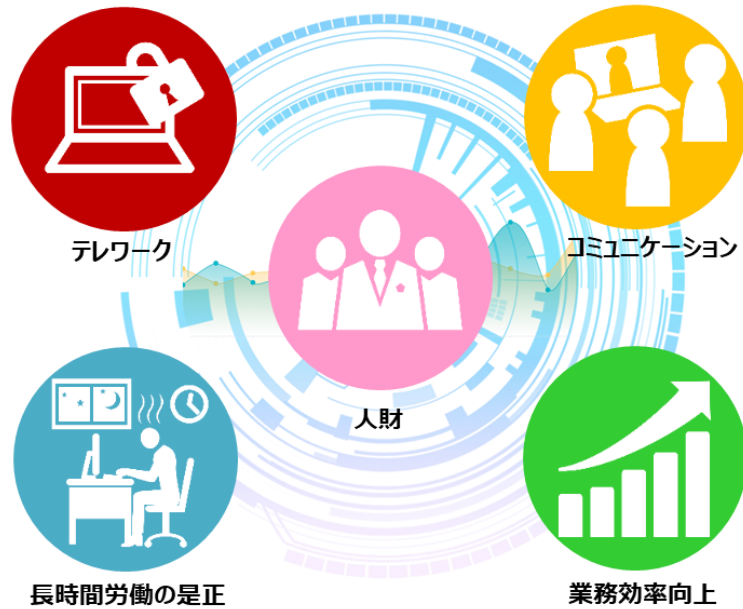 テレワーク
コミュニケーション
人財
長時間労働の是正
業務効率向上